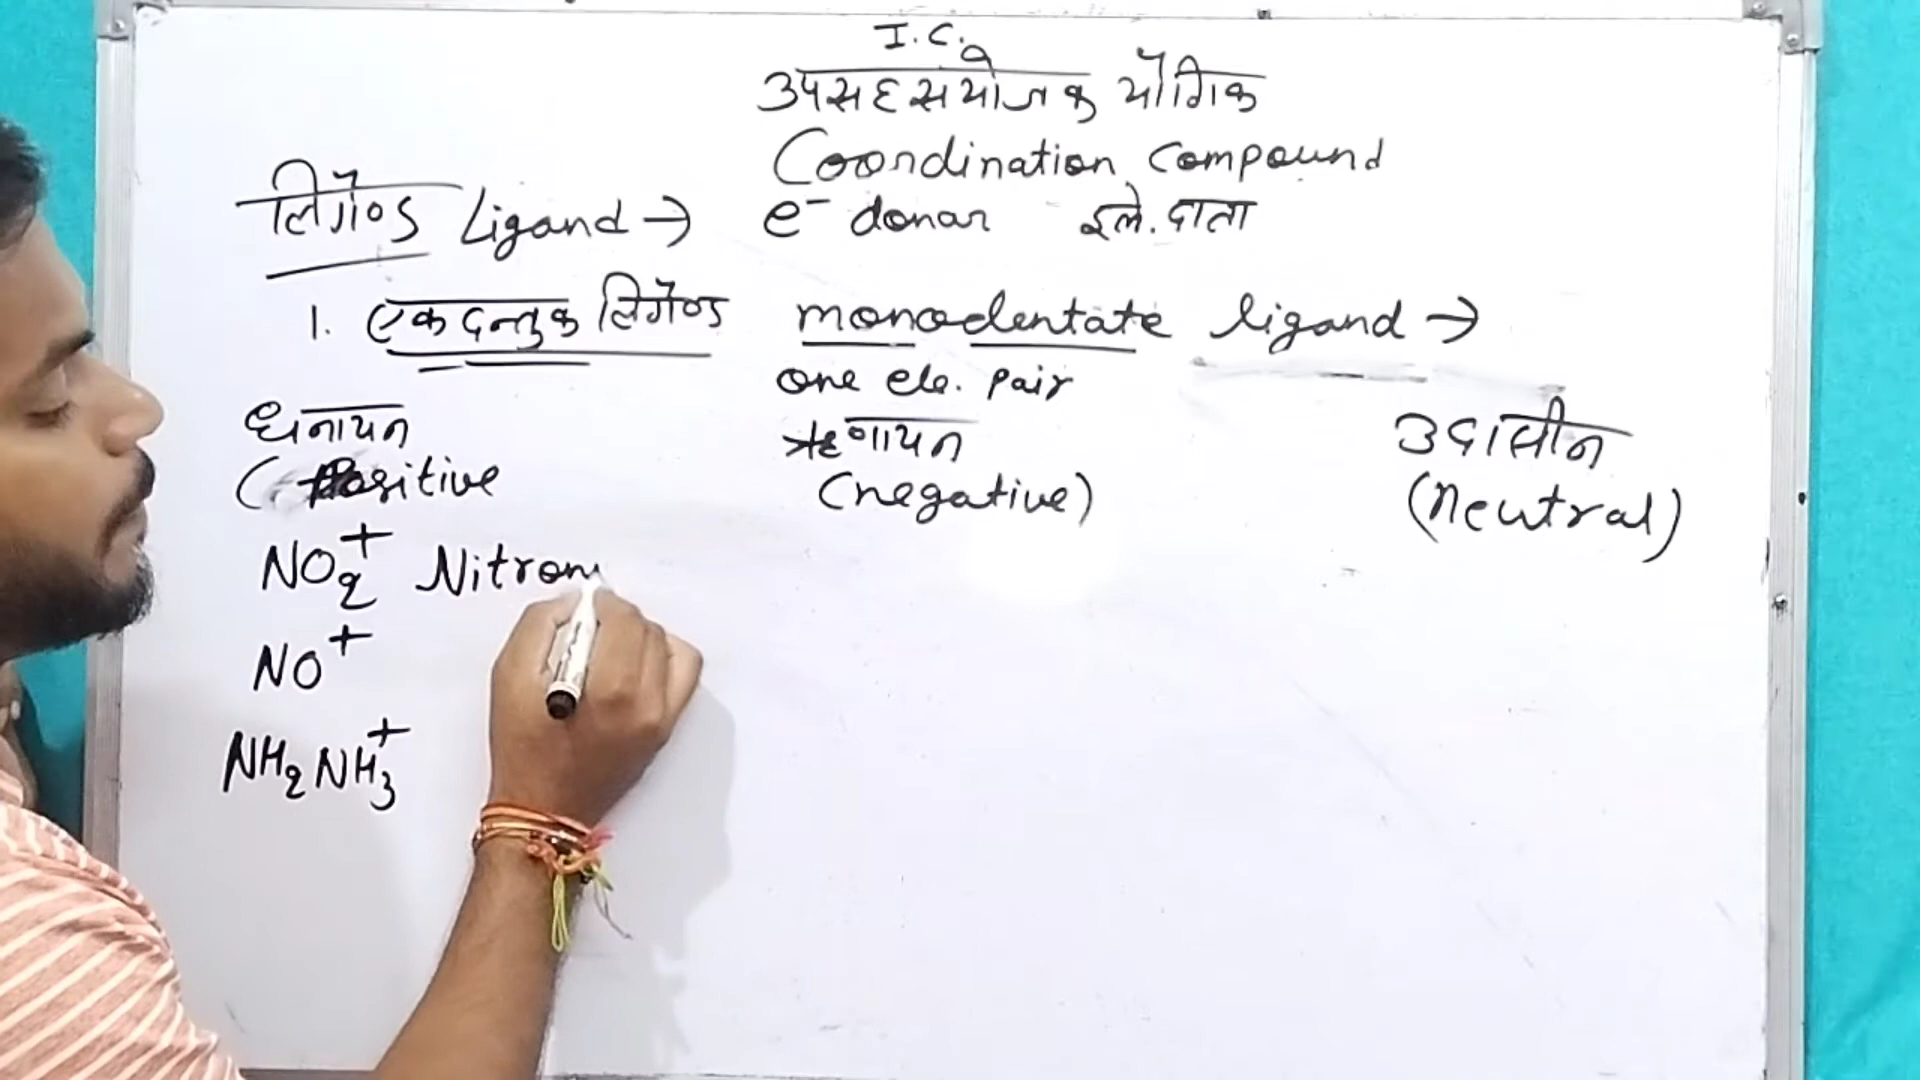 I.C.
उपसहसंयोजक यौगिक
Coordination Compound
लिगेण्ड Ligand → e⁻ donar इले. दाता
1. एकदन्तुक लिगेण्ड monodentate ligand →
one ele. pair
धनायन ऋणायन उदासीन
(Positive (negative) (Neutral)
NO₂⁺ Nitron
NO⁺
NH₂NH₃⁺